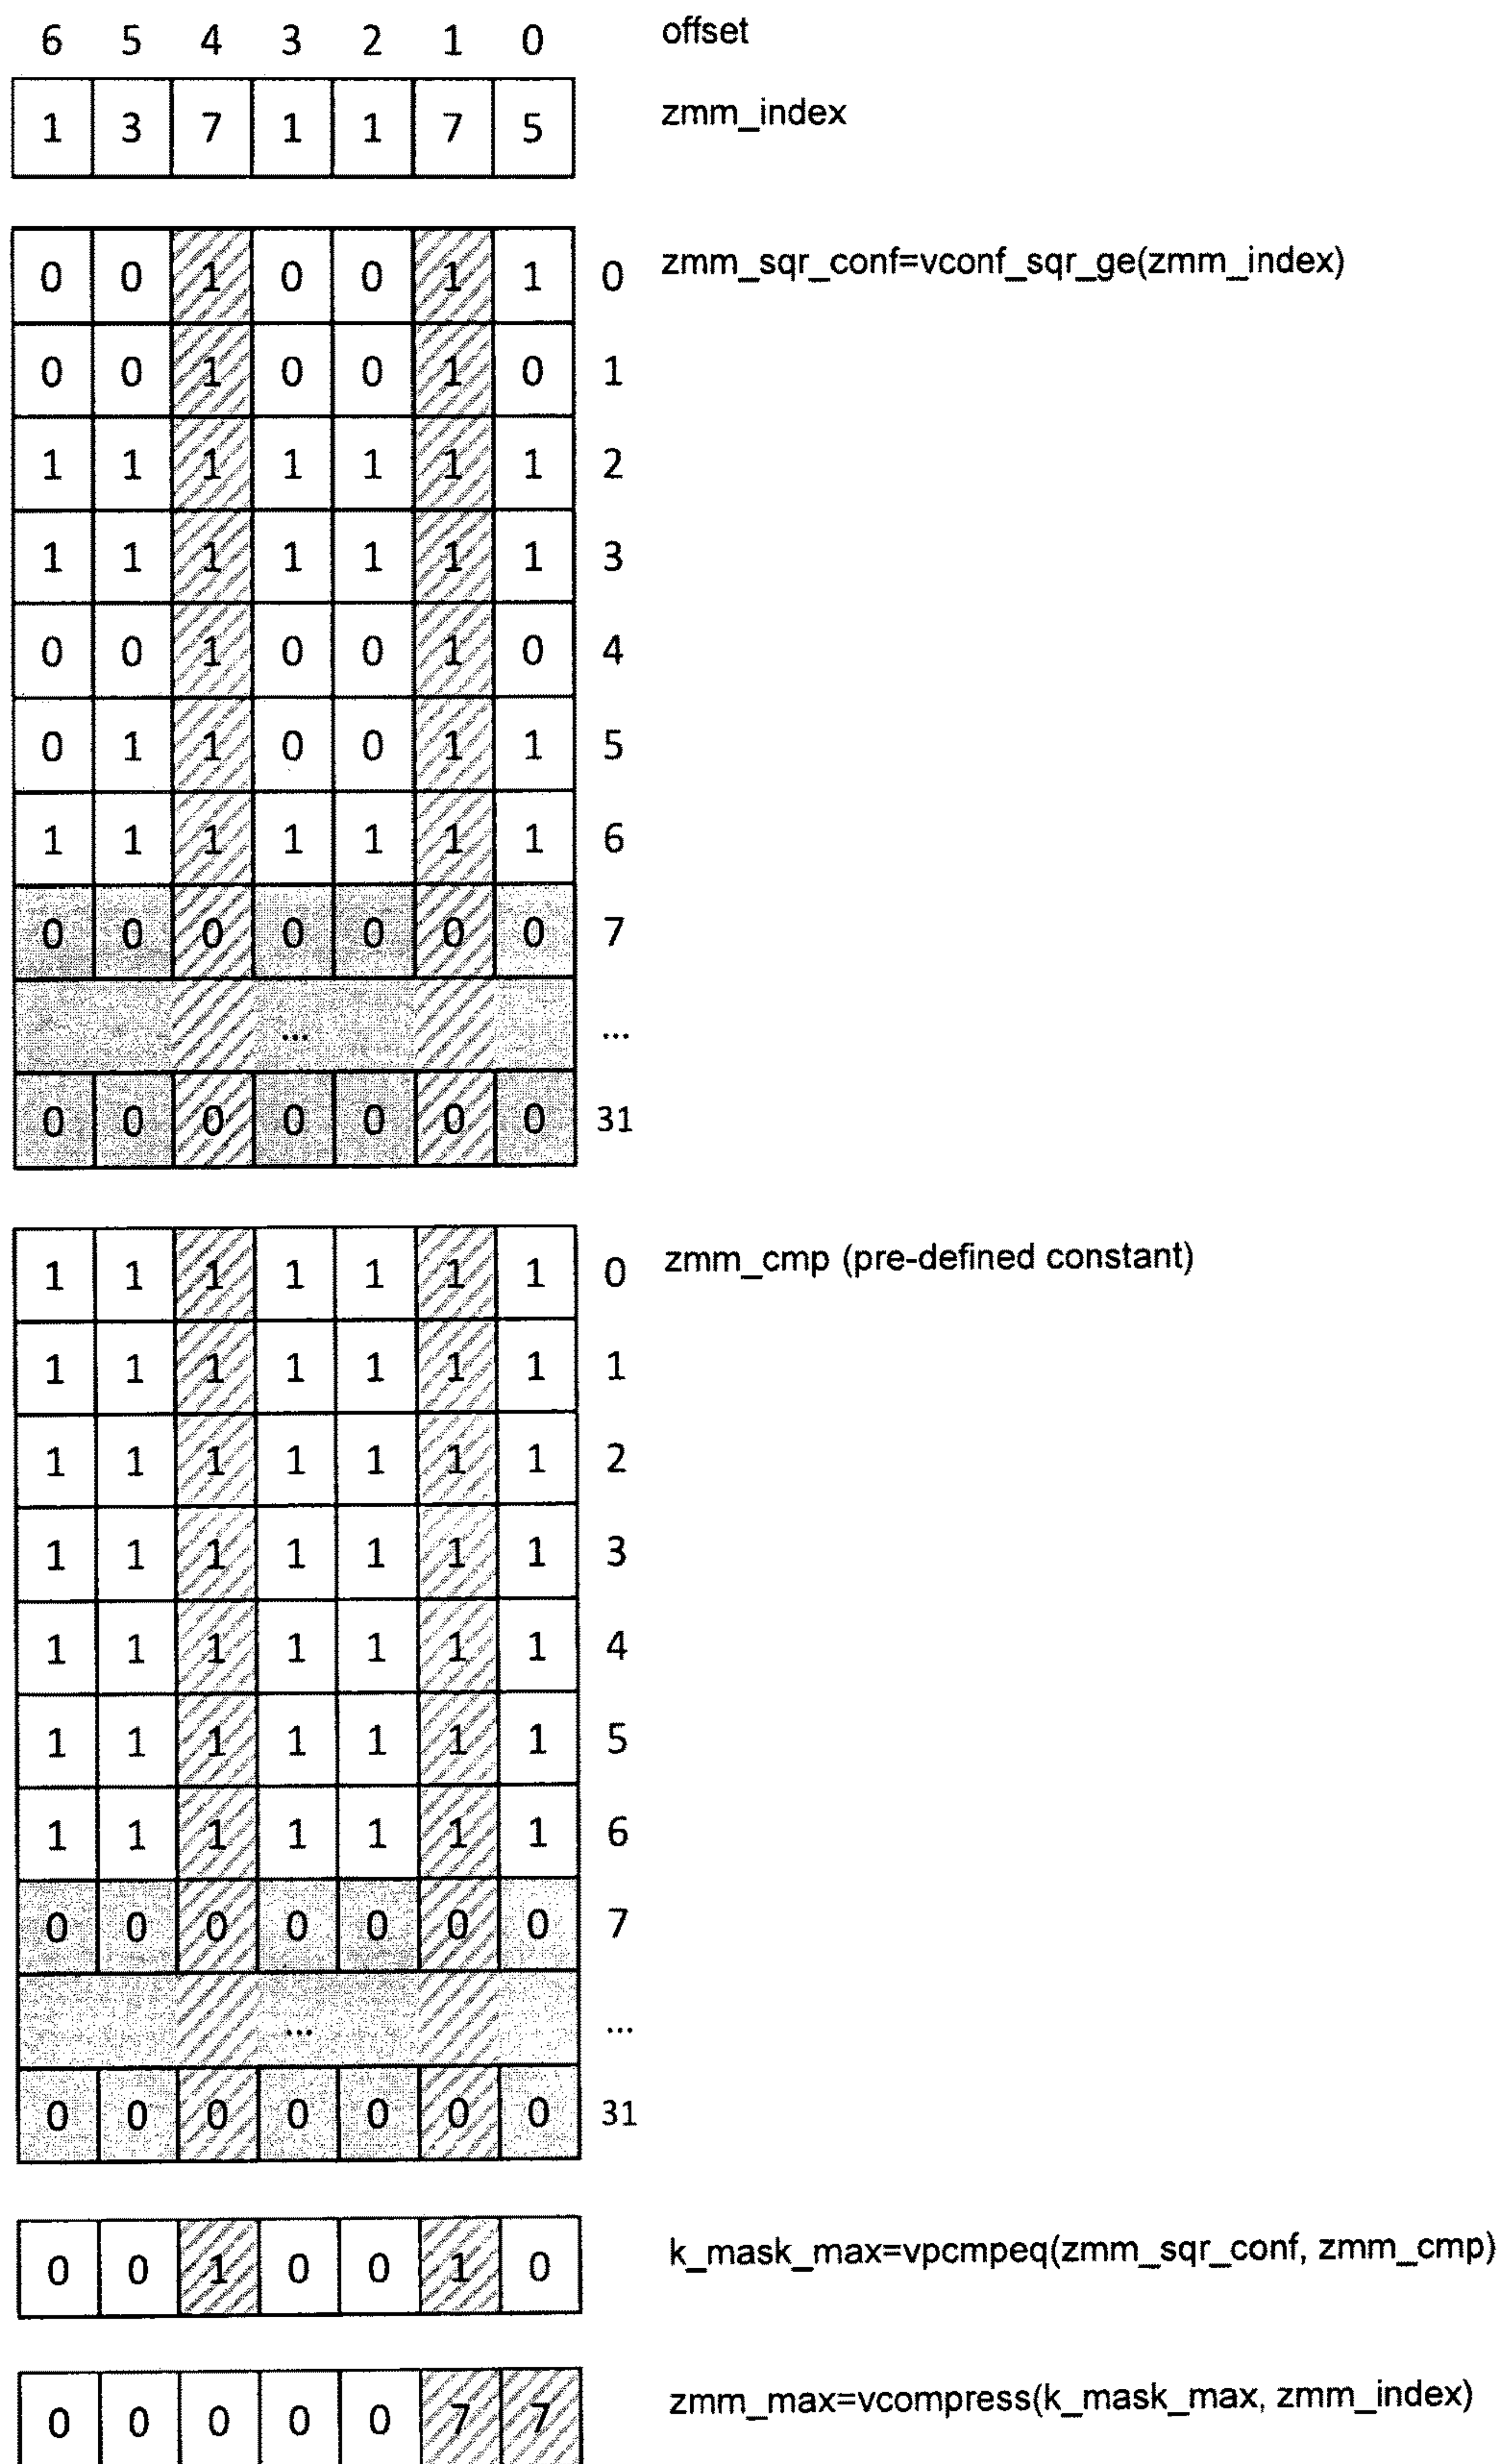 6 5 4 3 2 1 0 offset
1 3 7 1 1 7 5 zmm_index
0 0 1 0 0 1 1 0 zmm_sqr_conf=vconf_sqr_ge(zmm_index)
0 0 1 0 0 1 0 1
1 1 1 1 1 1 1 2
1 1 1 1 1 1 1 3
0 0 1 0 0 1 0 4
0 1 1 0 0 1 1 5
1 1 1 1 1 1 1 6
0 0 0 0 0 0 0 7
... ...
0 0 0 0 0 0 0 31
1 1 1 1 1 1 1 0 zmm_cmp (pre-defined constant)
1 1 1 1 1 1 1 1
1 1 1 1 1 1 1 2
1 1 1 1 1 1 1 3
1 1 1 1 1 1 1 4
1 1 1 1 1 1 1 5
1 1 1 1 1 1 1 6
0 0 0 0 0 0 0 7
... ...
0 0 0 0 0 0 0 31
0 0 1 0 0 1 0 k_mask_max=vpcmpeq(zmm_sqr_conf, zmm_cmp)
0 0 0 0 0 7 7 zmm_max=vcompress(k_mask_max, zmm_index)